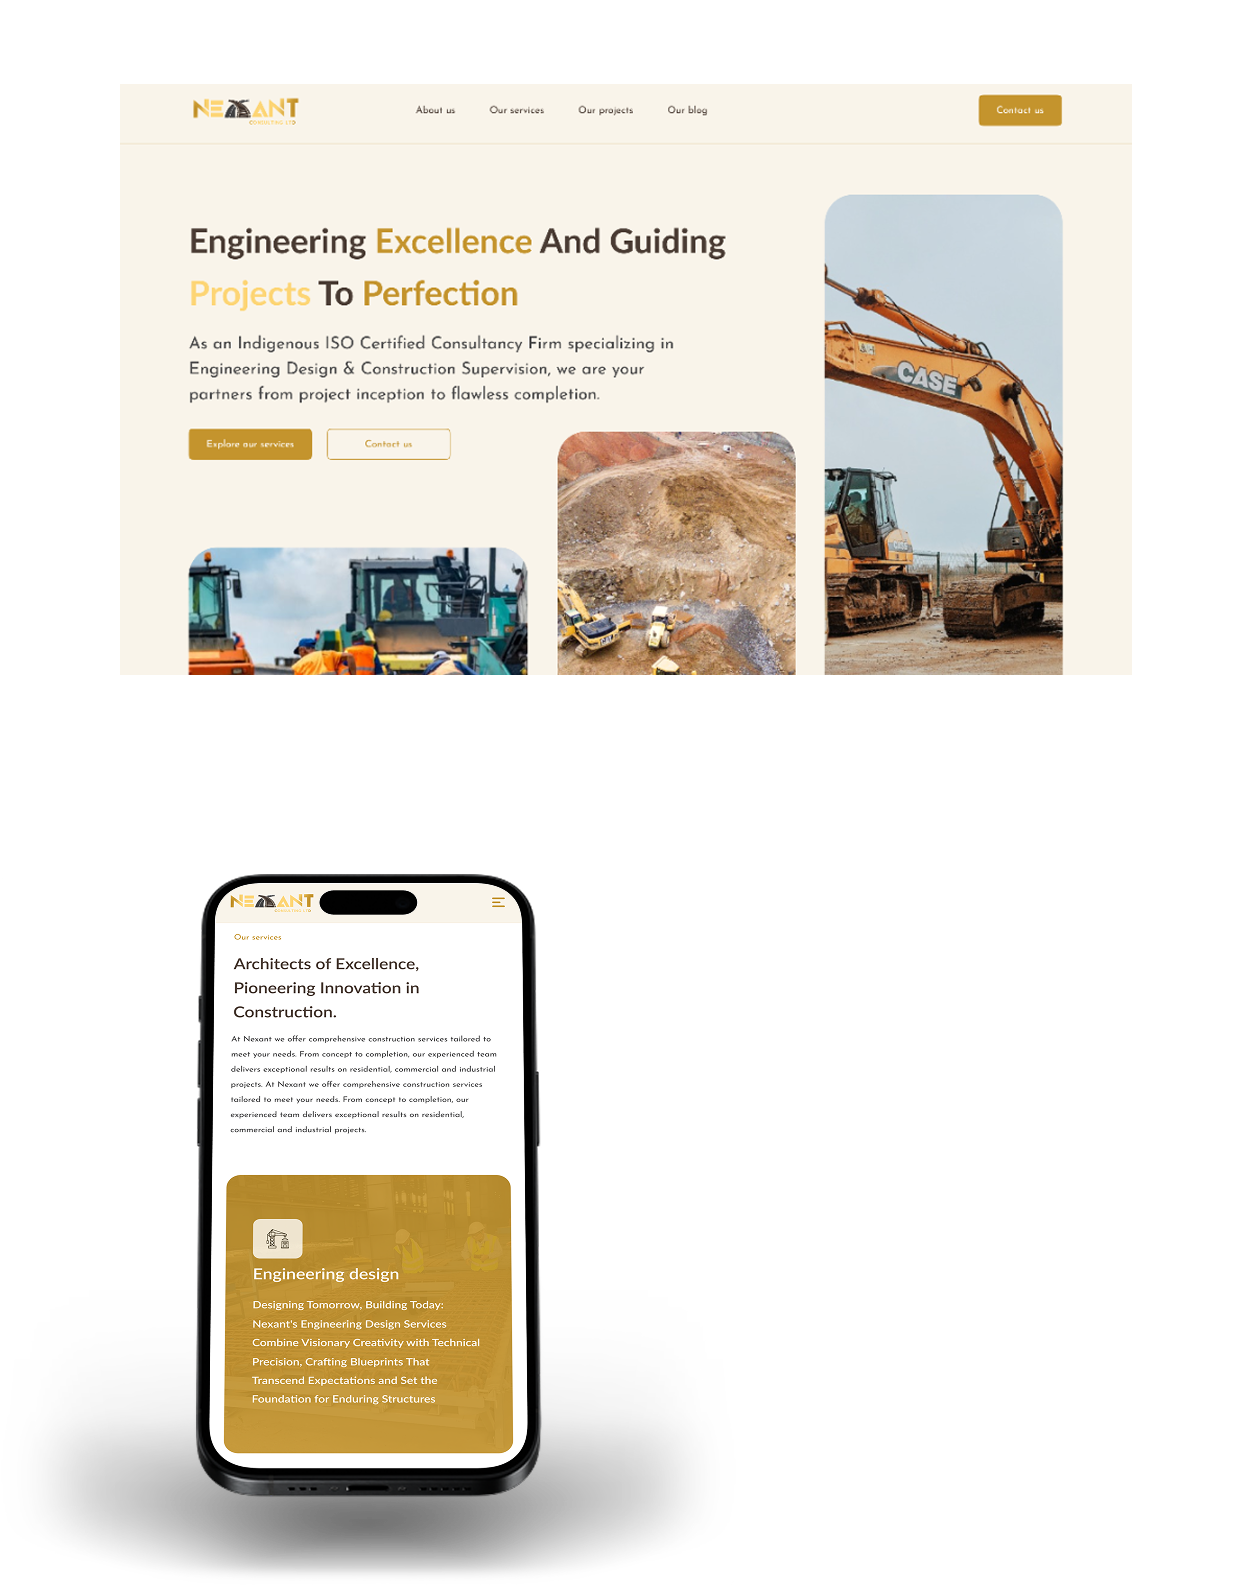 NEXANT
CONSULTING LTD
About us
Our services
Our projects
Our blog
Contact us
Engineering Excellence And Guiding
Projects To Perfection
As an Indigenous ISO Certified Consultancy Firm specializing in
Engineering Design & Construction Supervision, we are your
partners from project inception to flawless completion.
Explore our services
Contact us
CASE
NEXANT
CONSULTING LTD
Our services
Architects of Excellence,
Pioneering Innovation in
Construction.
At Nexant we offer comprehensive construction services tailored to
meet your needs. From concept to completion, our experienced team
delivers exceptional results on residential, commercial and industrial
projects. At Nexant we offer comprehensive construction services
tailored to meet your needs. From concept to completion, our
experienced team delivers exceptional results on residential,
commercial and industrial projects.
Engineering design
Designing Tomorrow, Building Today:
Nexant's Engineering Design Services
Combine Visionary Creativity with Technical
Precision, Crafting Blueprints That
Transcend Expectations and Set the
Foundation for Enduring Structures